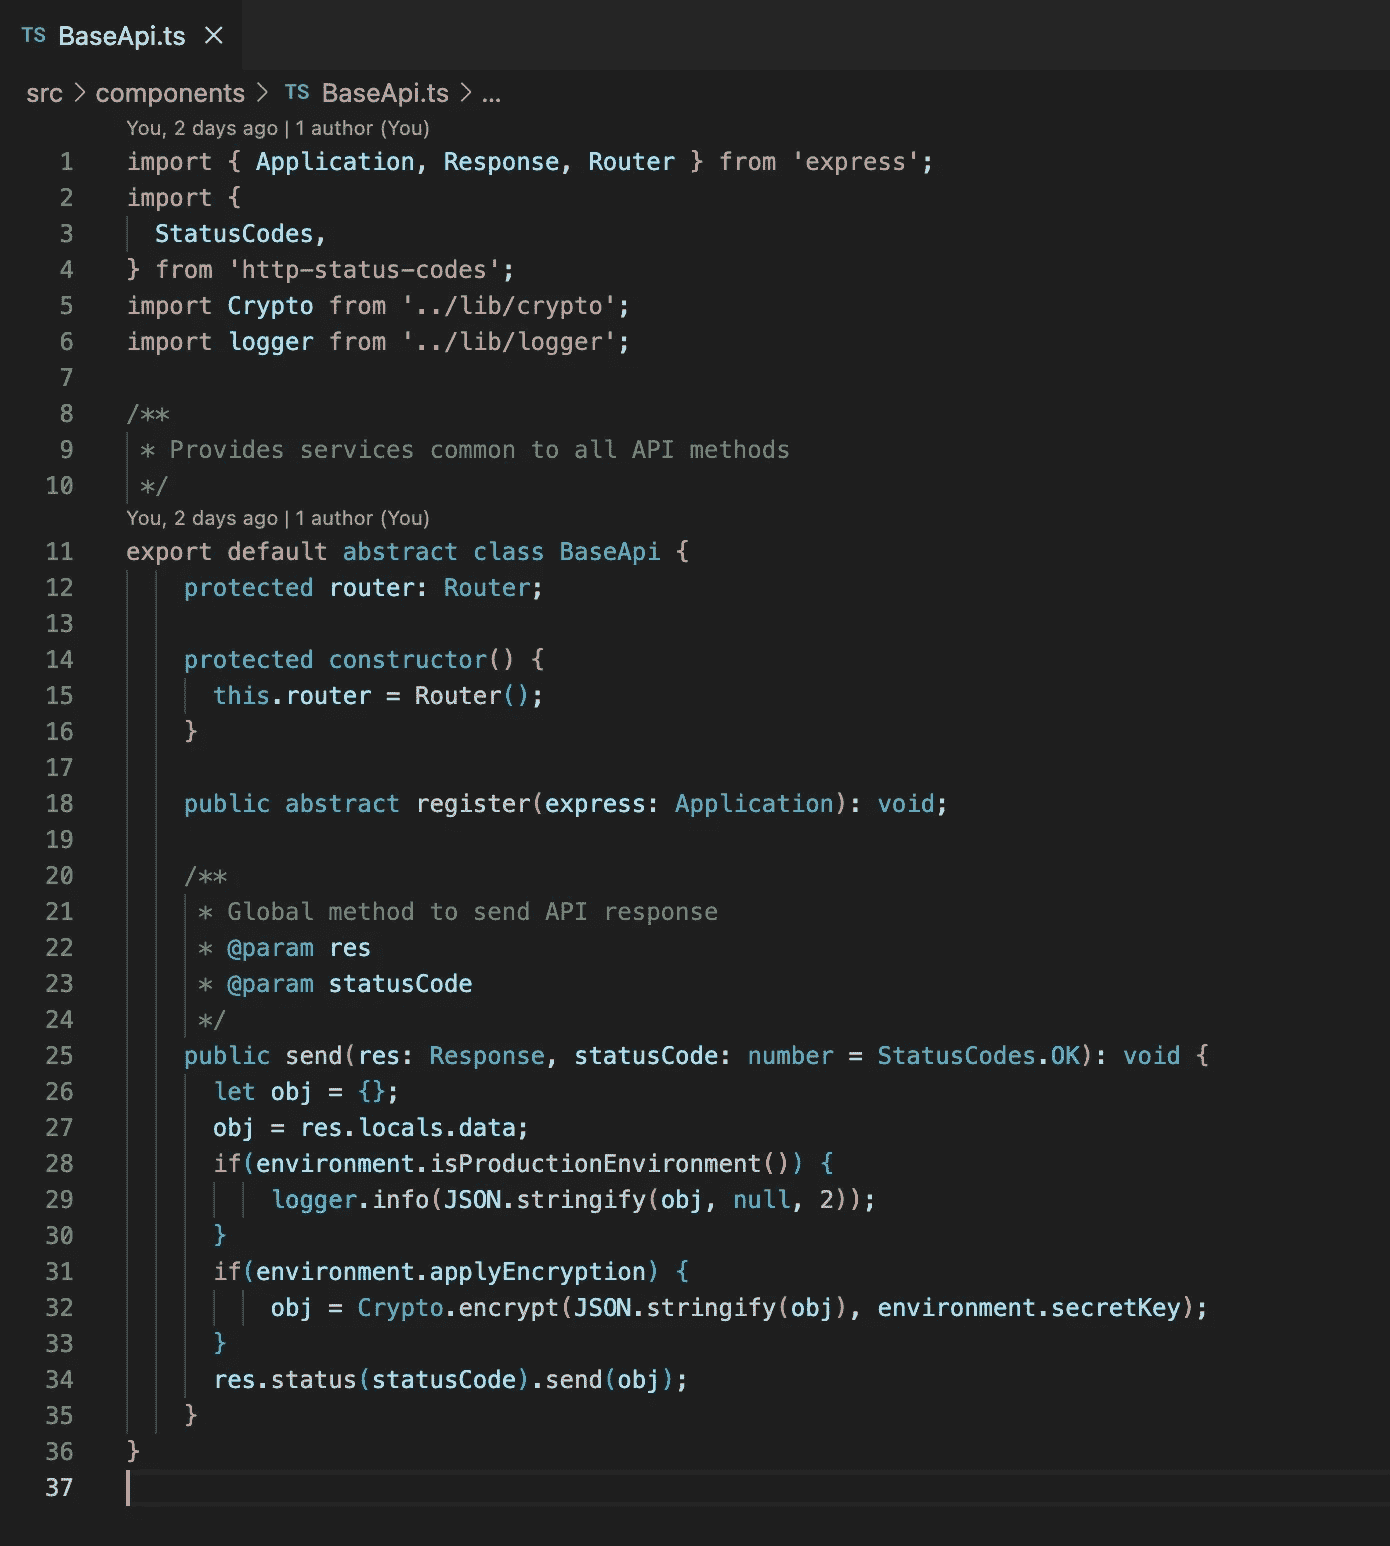 TS BaseApi.ts ×
src > components > TS BaseApi.ts > ...
You, 2 days ago | 1 author (You)
1 import { Application, Response, Router } from 'express';
2 import {
3   StatusCodes,
4 } from 'http-status-codes';
5 import Crypto from '../lib/crypto';
6 import logger from '../lib/logger';
7
8 /**
9  * Provides services common to all API methods
10  */
You, 2 days ago | 1 author (You)
11 export default abstract class BaseApi {
12     protected router: Router;
13
14     protected constructor() {
15       this.router = Router();
16     }
17
18     public abstract register(express: Application): void;
19
20     /**
21      * Global method to send API response
22      * @param res
23      * @param statusCode
24      */
25     public send(res: Response, statusCode: number = StatusCodes.OK): void {
26       let obj = {};
27       obj = res.locals.data;
28       if(environment.isProductionEnvironment()) {
29           logger.info(JSON.stringify(obj, null, 2));
30       }
31       if(environment.applyEncryption) {
32           obj = Crypto.encrypt(JSON.stringify(obj), environment.secretKey);
33       }
34       res.status(statusCode).send(obj);
35     }
36 }
37